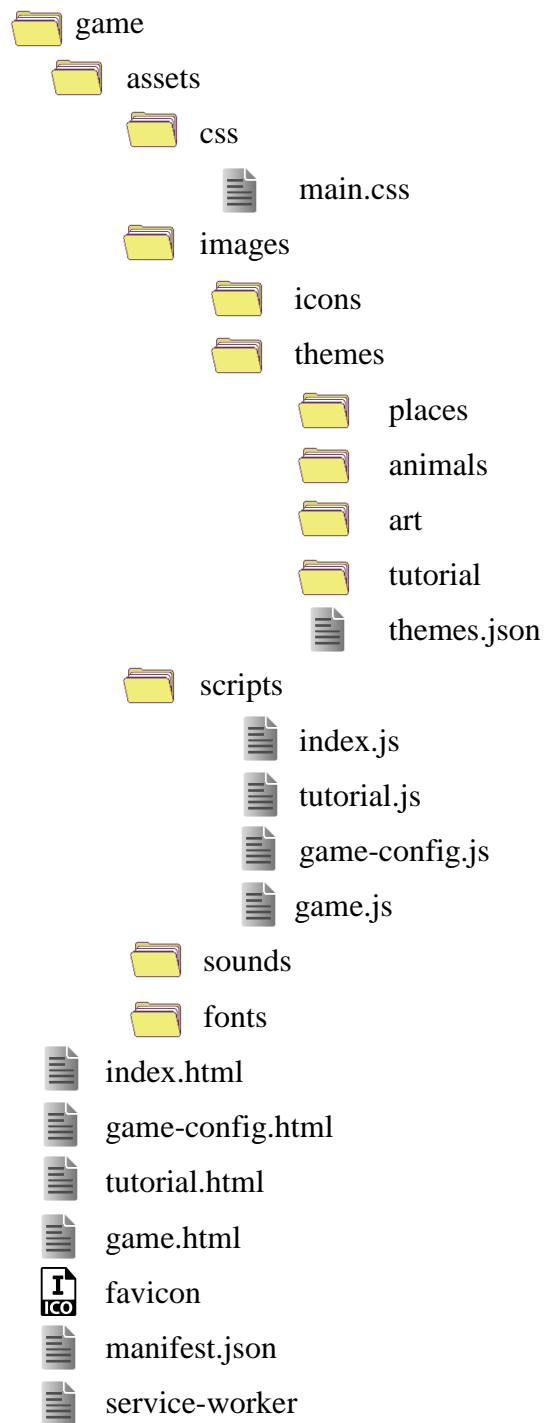 game
assets
css
main.css
images
icons
themes
places
animals
art
tutorial
themes.json
scripts
index.js
tutorial.js
game-config.js
game.js
sounds
fonts
index.html
game-config.html
tutorial.html
game.html
I
ICO
favicon
manifest.json
service-worker